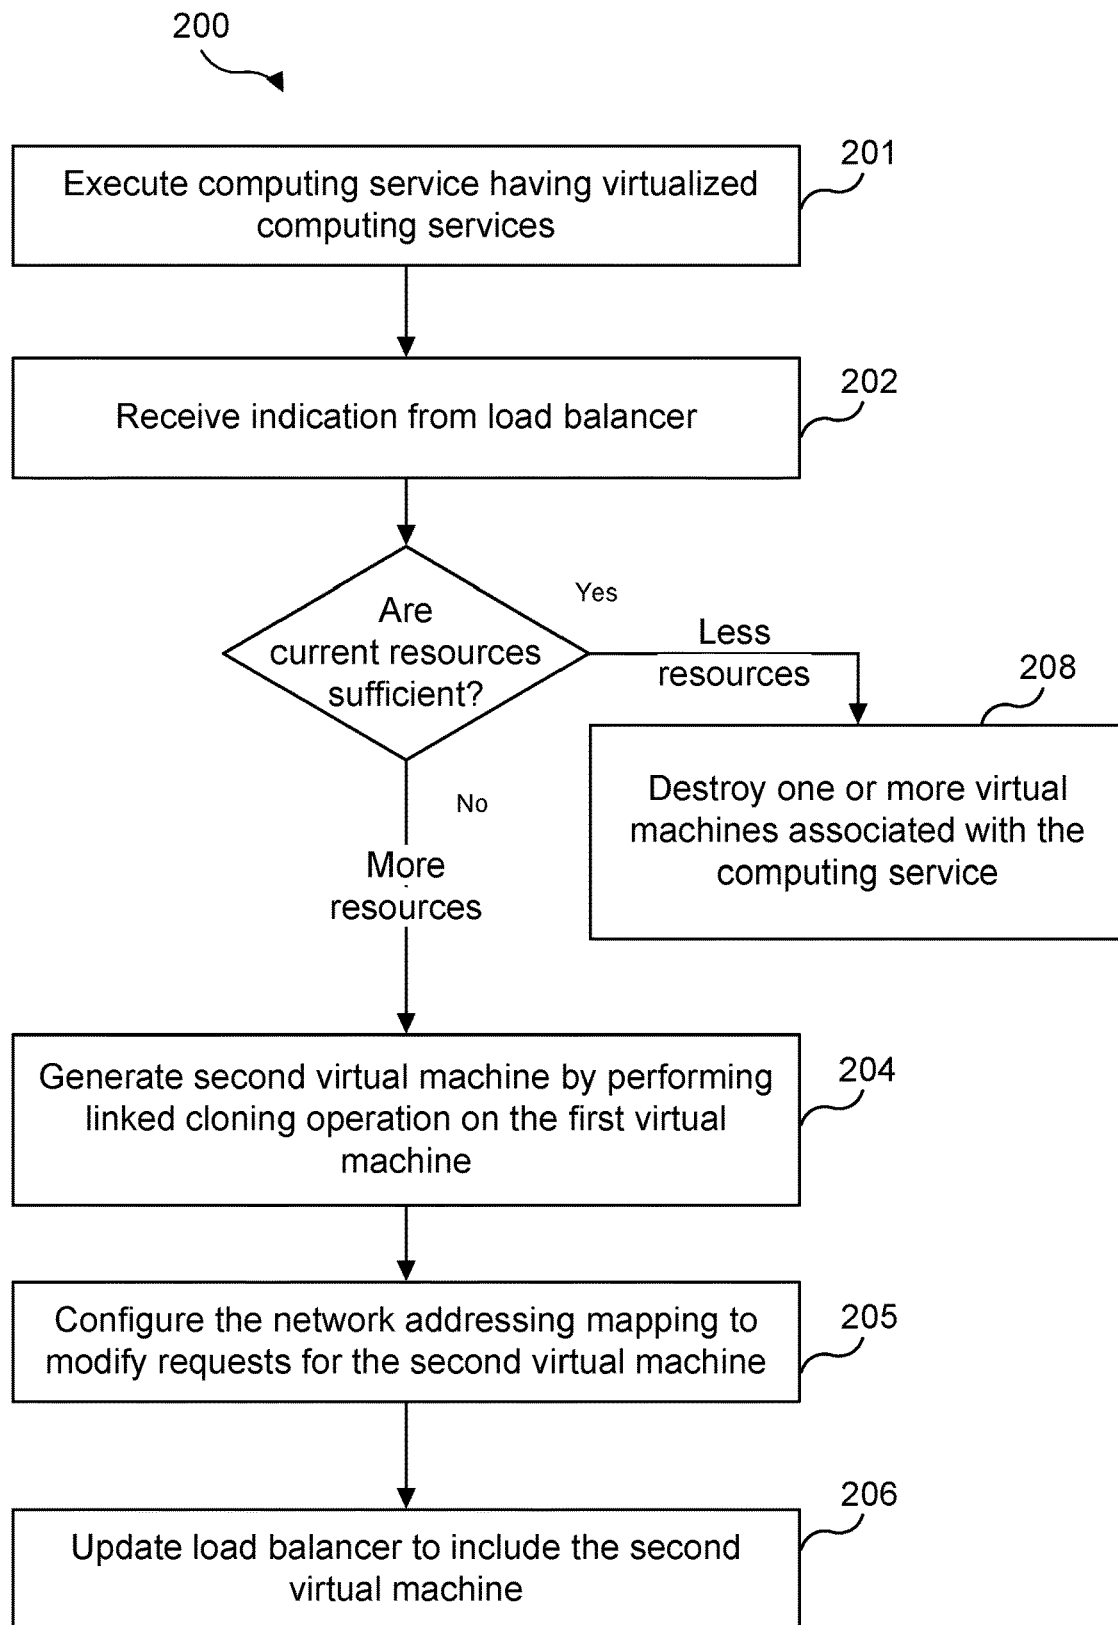 200
201
Execute computing service having virtualized
computing services
202
Receive indication from load balancer
Are
current resources
sufficient?
Yes
Less
resources
208
Destroy one or more virtual
machines associated with the
computing service
No
More
resources
204
Generate second virtual machine by performing
linked cloning operation on the first virtual
machine
205
Configure the network addressing mapping to
modify requests for the second virtual machine
206
Update load balancer to include the second
virtual machine